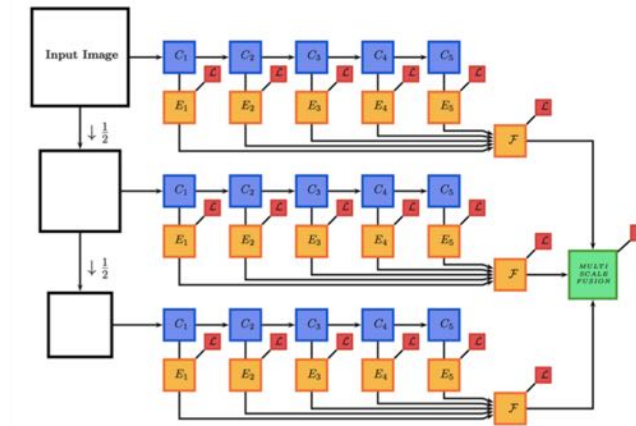 Input Image
C₁ C₂ C₃ C₄ C₅
ℒ ℒ ℒ ℒ ℒ
E₁ E₂ E₃ E₄ E₅
ℒ
ℱ
↓ ½
C₁ C₂ C₃ C₄ C₅
ℒ ℒ ℒ ℒ ℒ
E₁ E₂ E₃ E₄ E₅
ℒ
ℱ
ℒ
MULTI
SCALE
FUSION
↓ ½
C₁ C₂ C₃ C₄ C₅
ℒ ℒ ℒ ℒ ℒ
E₁ E₂ E₃ E₄ E₅
ℒ
ℱ